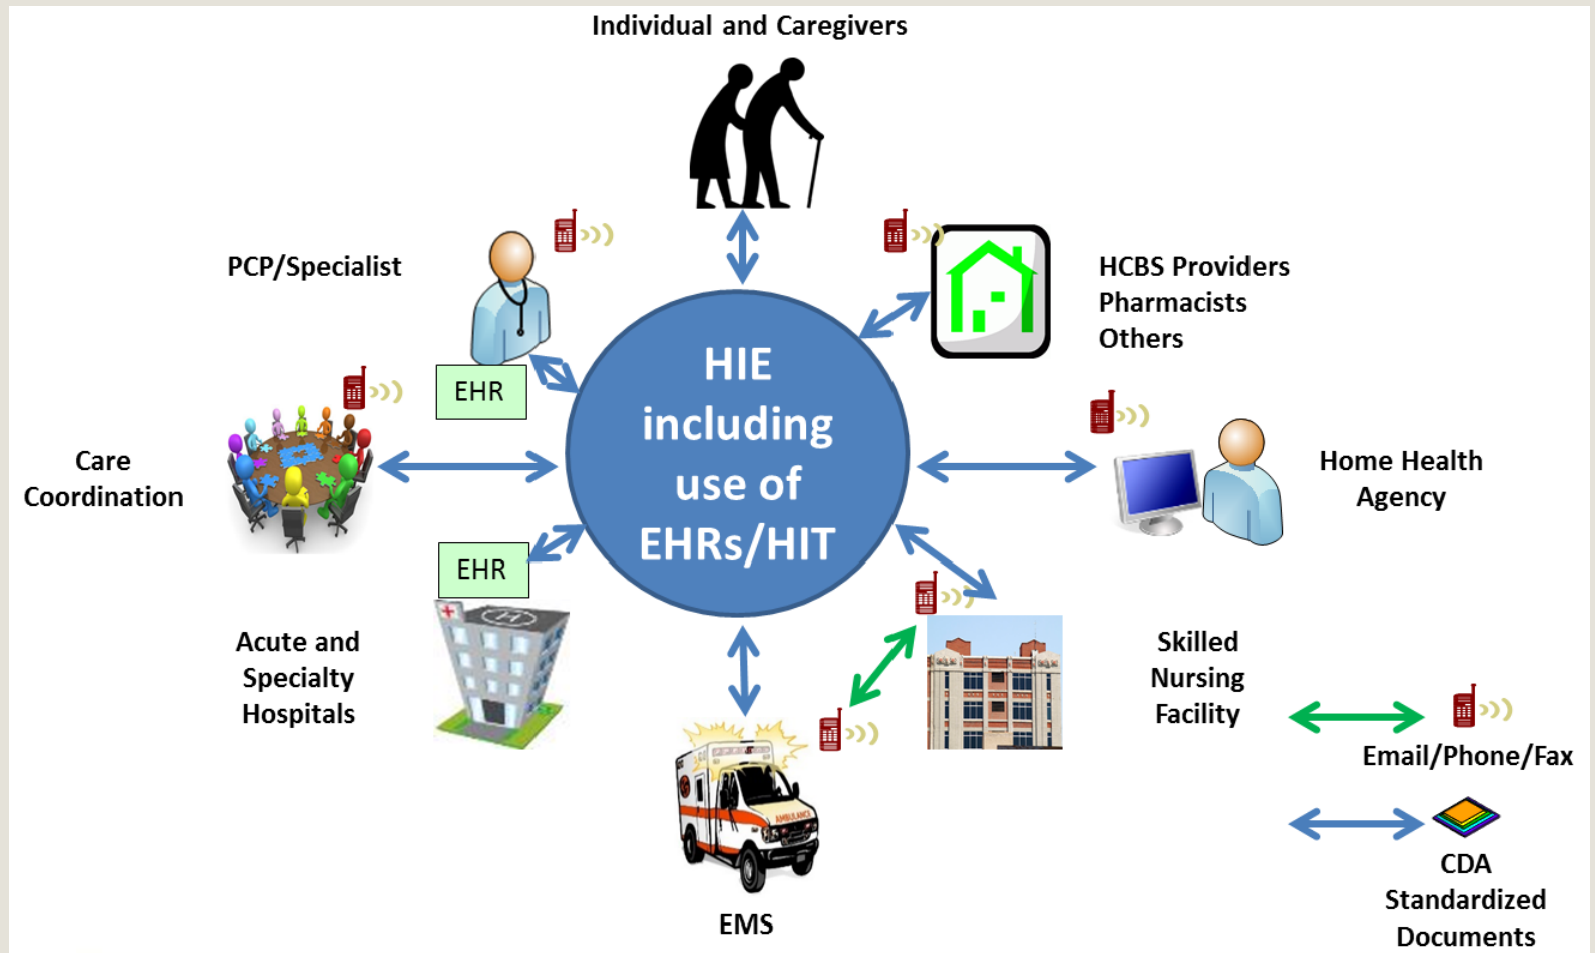 Individual and Caregivers
PCP/Specialist
EHR
HCBS Providers
Pharmacists
Others
HIE
including
use of
EHRs/HIT
Care
Coordination
Home Health
Agency
EHR
Acute and
Specialty
Hospitals
Skilled
Nursing
Facility
Email/Phone/Fax
AMBULANCE
EMS
CDA
Standardized
Documents